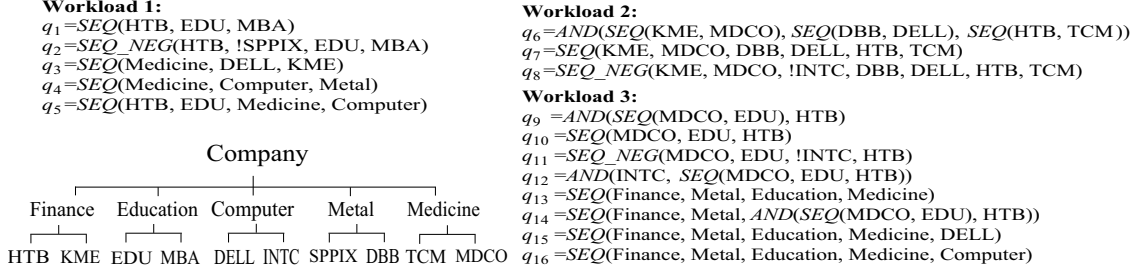 Workload 1:
q1=SEQ(HTB, EDU, MBA)
q2=SEQ_NEG(HTB, !SPPIX, EDU, MBA)
q3=SEQ(Medicine, DELL, KME)
q4=SEQ(Medicine, Computer, Metal)
q5=SEQ(HTB, EDU, Medicine, Computer)
Company
Finance Education Computer Metal Medicine
HTB KME EDU MBA DELL INTC SPPIX DBB TCM MDCO
Workload 2:
q6=AND(SEQ(KME, MDCO), SEQ(DBB, DELL), SEQ(HTB, TCM))
q7=SEQ(KME, MDCO, DBB, DELL, HTB, TCM)
q8=SEQ_NEG(KME, MDCO, !INTC, DBB, DELL, HTB, TCM)
Workload 3:
q9 =AND(SEQ(MDCO, EDU), HTB)
q10 =SEQ(MDCO, EDU, HTB)
q11 =SEQ_NEG(MDCO, EDU, !INTC, HTB)
q12 =AND(INTC, SEQ(MDCO, EDU, HTB))
q13 =SEQ(Finance, Metal, Education, Medicine)
q14 =SEQ(Finance, Metal, AND(SEQ(MDCO, EDU), HTB))
q15 =SEQ(Finance, Metal, Education, Medicine, DELL)
q16 =SEQ(Finance, Metal, Education, Medicine, Computer)